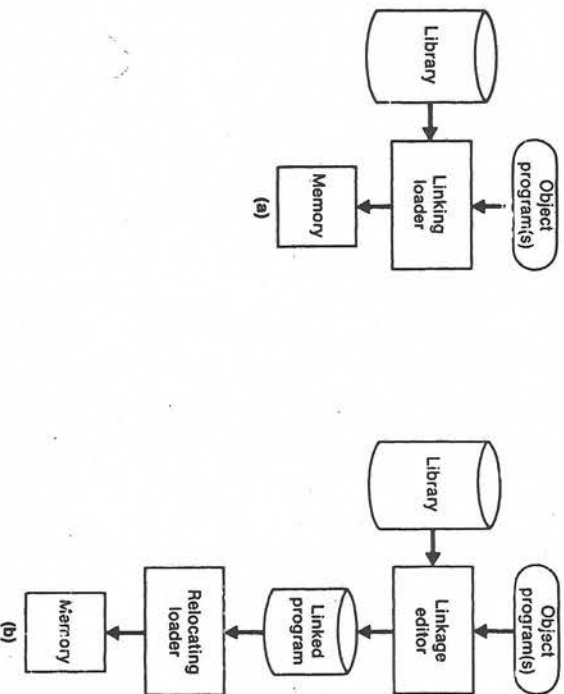 Object
program(s)
Library
Linking
loader
Memory
(a)
Object
program(s)
Library
Linkage
editor
Linked
program
Relocating
loader
Memory
(b)